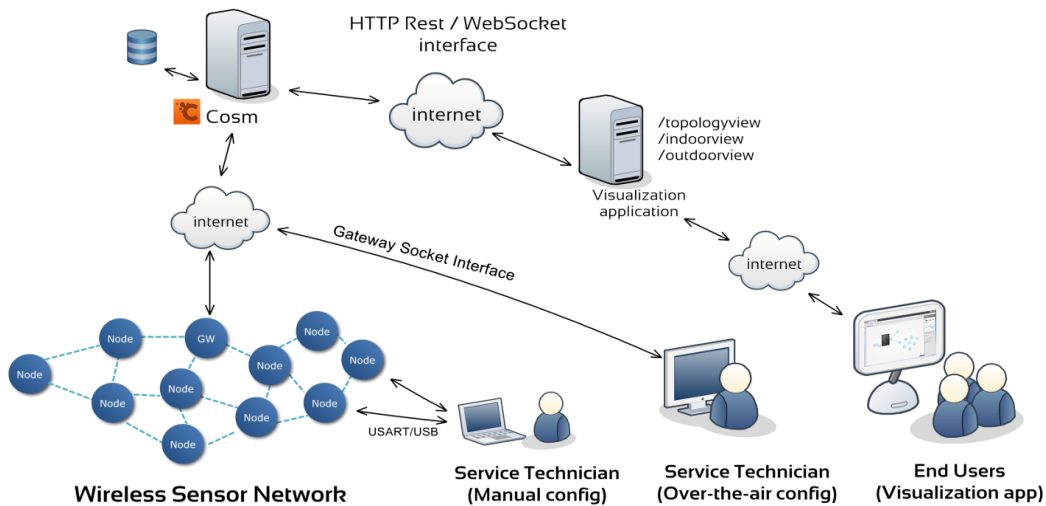 HTTP Rest / WebSocket
interface
internet
Cosm
/topologyview
/indoorview
/outdoorview
Visualization
application
internet
Gateway Socket Interface
internet
Node
GW
Node
Node
Node
Node
Node
Node
Node
Node
Node
USART/USB
Wireless Sensor Network
Service Technician
(Manual config)
Service Technician
(Over-the-air config)
End Users
(Visualization app)